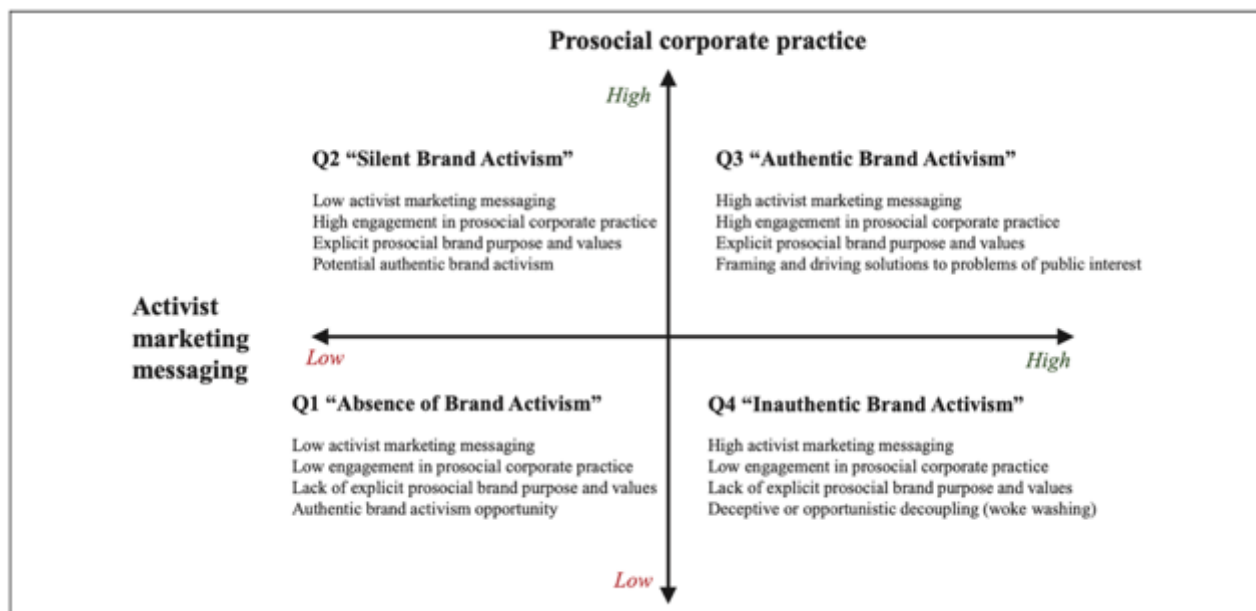 Prosocial corporate practice
High
Q2 “Silent Brand Activism”
Low activist marketing messaging
High engagement in prosocial corporate practice
Explicit prosocial brand purpose and values
Potential authentic brand activism
Q3 “Authentic Brand Activism”
High activist marketing messaging
High engagement in prosocial corporate practice
Explicit prosocial brand purpose and values
Framing and driving solutions to problems of public interest
Activist
marketing
messaging
Low
High
Q1 “Absence of Brand Activism”
Low activist marketing messaging
Low engagement in prosocial corporate practice
Lack of explicit prosocial brand purpose and values
Authentic brand activism opportunity
Q4 “Inauthentic Brand Activism”
High activist marketing messaging
Low engagement in prosocial corporate practice
Lack of explicit prosocial brand purpose and values
Deceptive or opportunistic decoupling (woke washing)
Low